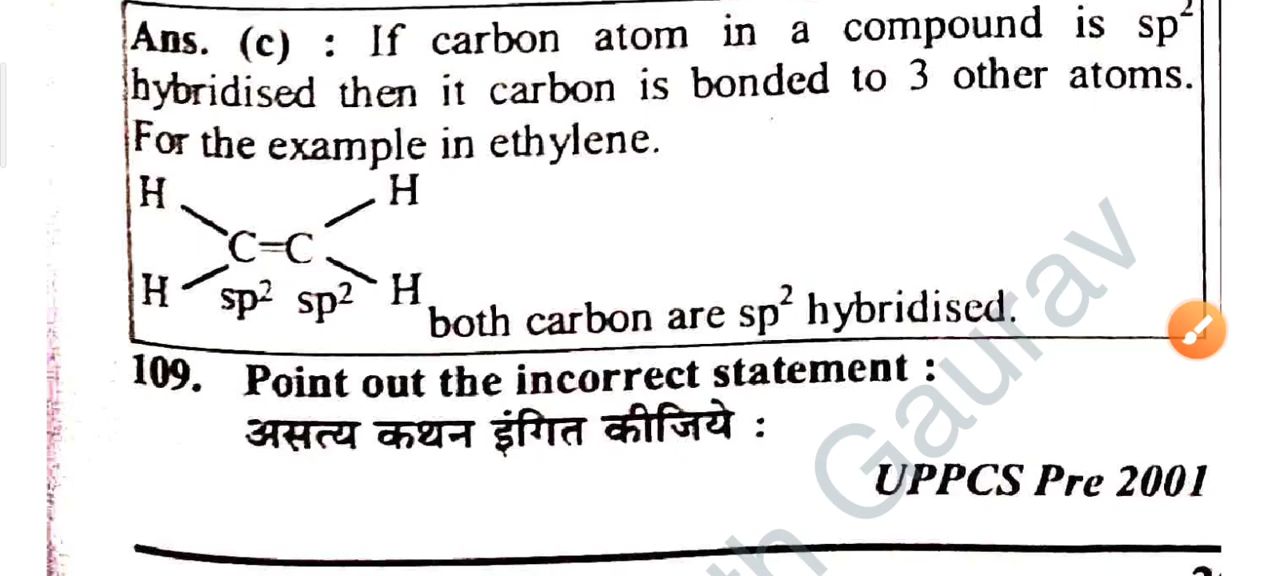 Ans. (c) : If carbon atom in a compound is sp²
hybridised then it carbon is bonded to 3 other atoms.
For the example in ethylene.
H H
C=C
H sp² sp² H
both carbon are sp² hybridised.
109. Point out the incorrect statement :
असत्य कथन इंगित कीजिये :
UPPCS Pre 2001
Gaurav